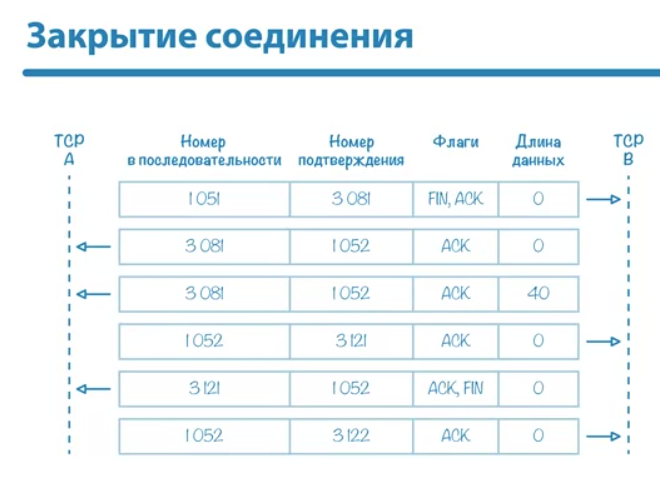 Закрытие соединения
TCP Номер Номер Флаги Длина TCP
A в последовательности подтверждения данных B
1 051 3 081 FIN, ACK 0
3 081 1 052 ACK 0
3 081 1 052 ACK 40
1 052 3 121 ACK 0
3 121 1 052 ACK, FIN 0
1 052 3 122 ACK 0